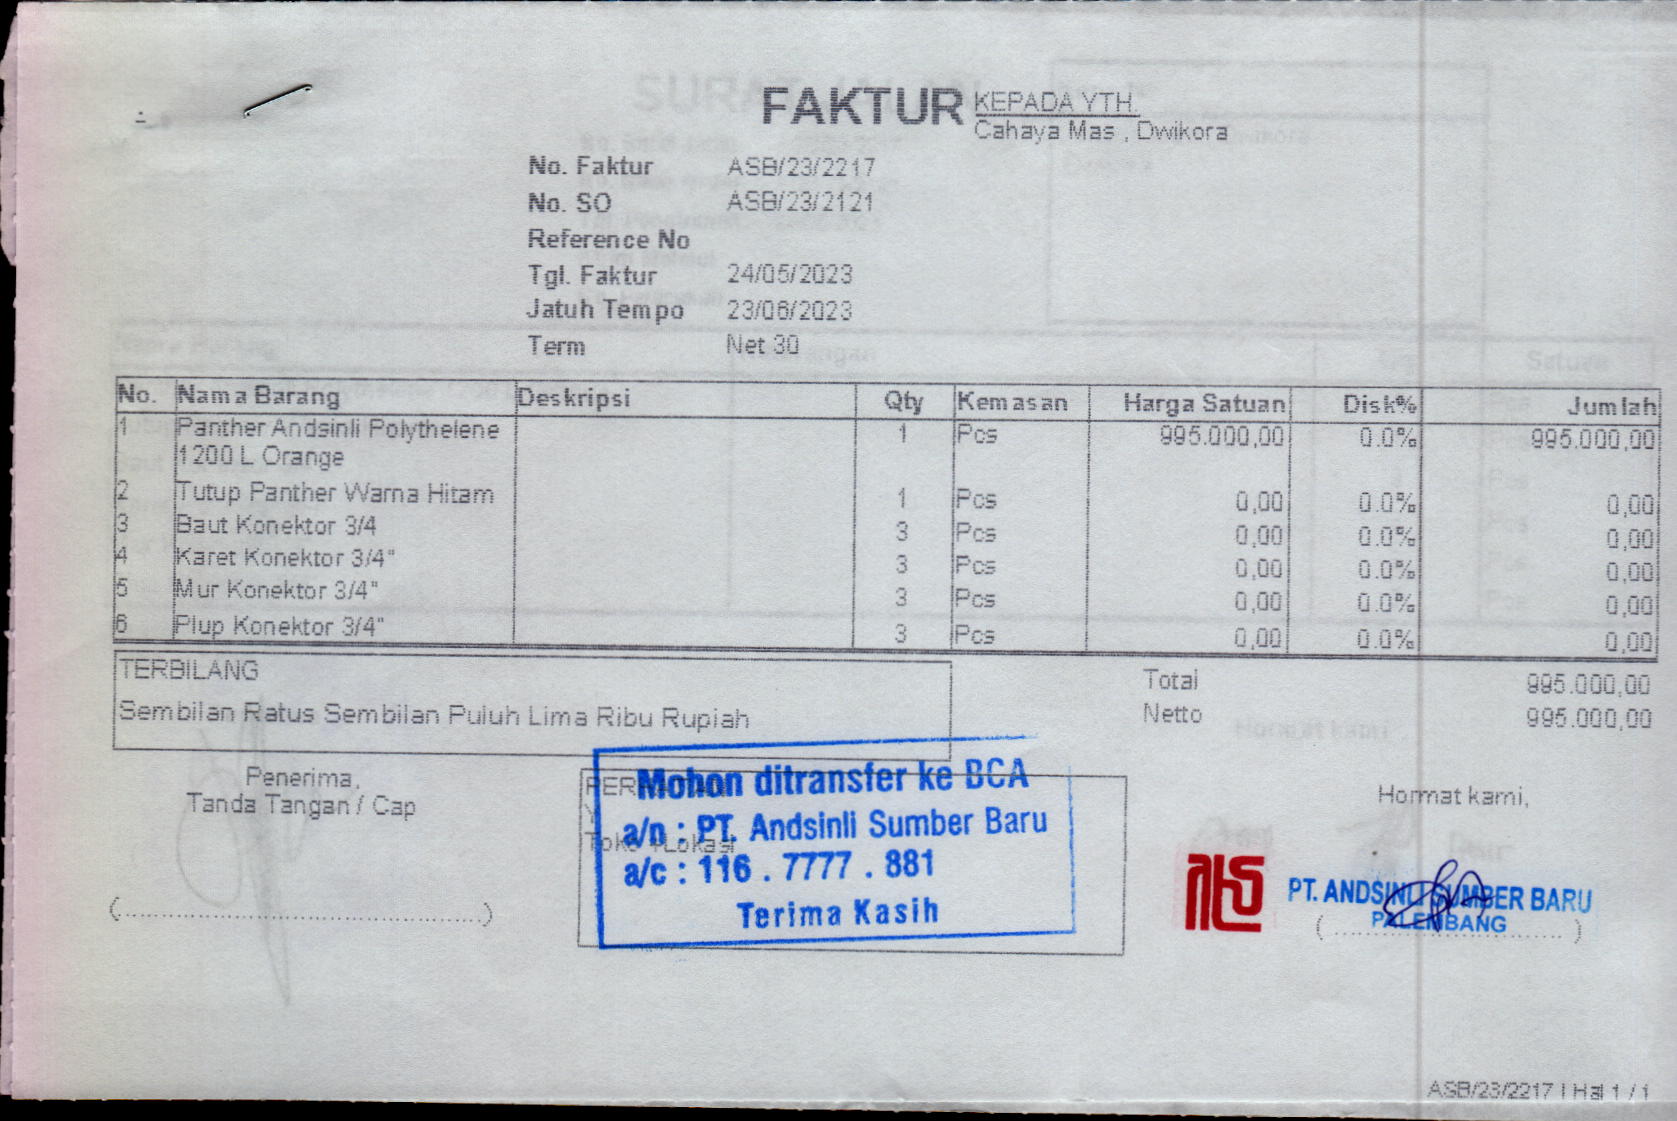 FAKTUR
KEPADA YTH.
Cahaya Mas , Dwikora
No. Faktur ASB/23/2217
No. SO ASB/23/2121
Reference No
Tgl. Faktur 24/05/2023
Jatuh Tempo 23/06/2023
Term Net 30
No. Nama Barang Deskripsi Qty Kemasan Harga Satuan Disk% Jumlah
1 Panther Andsinli Polythelene 1 Pcs 995.000,00 0.0% 995.000,00
1200 L Orange
2 Tutup Panther Warna Hitam 1 Pcs 0,00 0.0% 0,00
3 Baut Konektor 3/4 3 Pcs 0,00 0.0% 0,00
4 Karet Konektor 3/4" 3 Pcs 0,00 0.0% 0,00
5 Mur Konektor 3/4" 3 Pcs 0,00 0.0% 0,00
6 Plup Konektor 3/4" 3 Pcs 0,00 0.0% 0,00
TERBILANG
Sembilan Ratus Sembilan Puluh Lima Ribu Rupiah
Total 995.000,00
Netto 995.000,00
Penerima,
Tanda Tangan / Cap
Mohon ditransfer ke BCA
a/n : PT. Andsinli Sumber Baru
a/c : 116 . 7777 . 881
Terima Kasih
Hormat kami,
PT. ANDSINLI SUMBER BARU
PALEMBANG
ASB/23/2217 | Hal 1 / 1